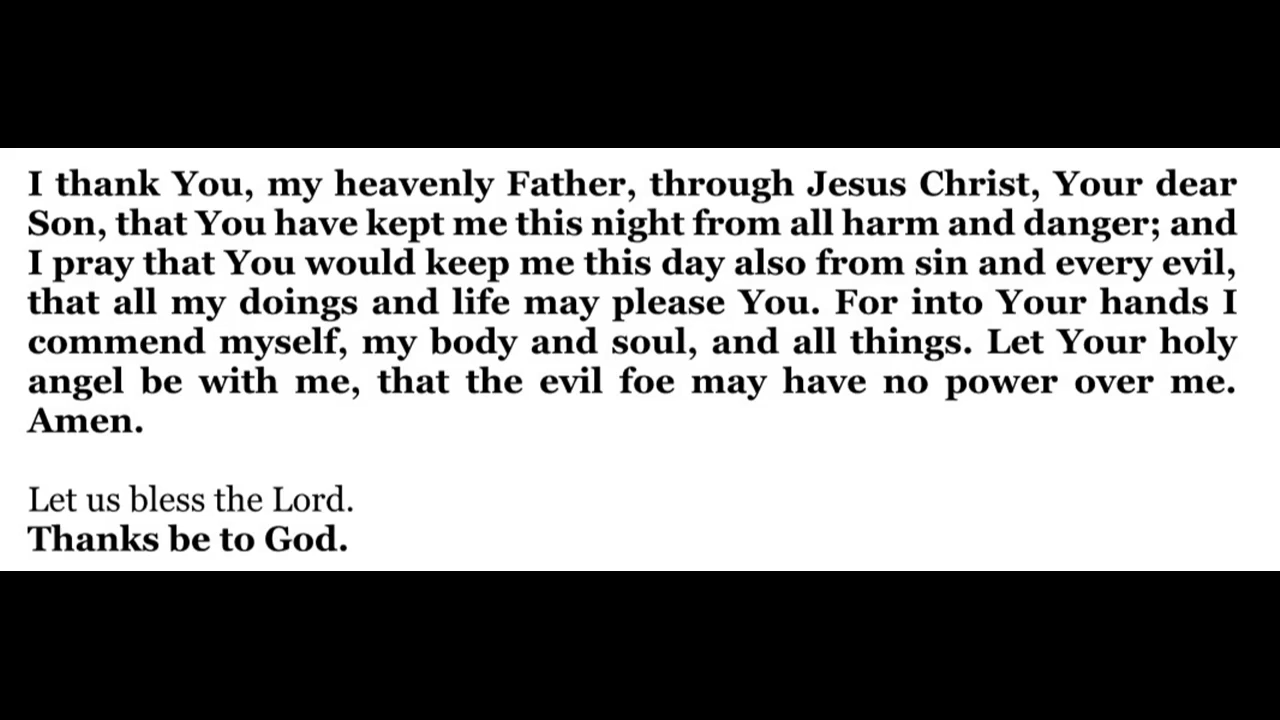 I thank You, my heavenly Father, through Jesus Christ, Your dear
Son, that You have kept me this night from all harm and danger; and
I pray that You would keep me this day also from sin and every evil,
that all my doings and life may please You. For into Your hands I
commend myself, my body and soul, and all things. Let Your holy
angel be with me, that the evil foe may have no power over me.
Amen.
Let us bless the Lord.
Thanks be to God.